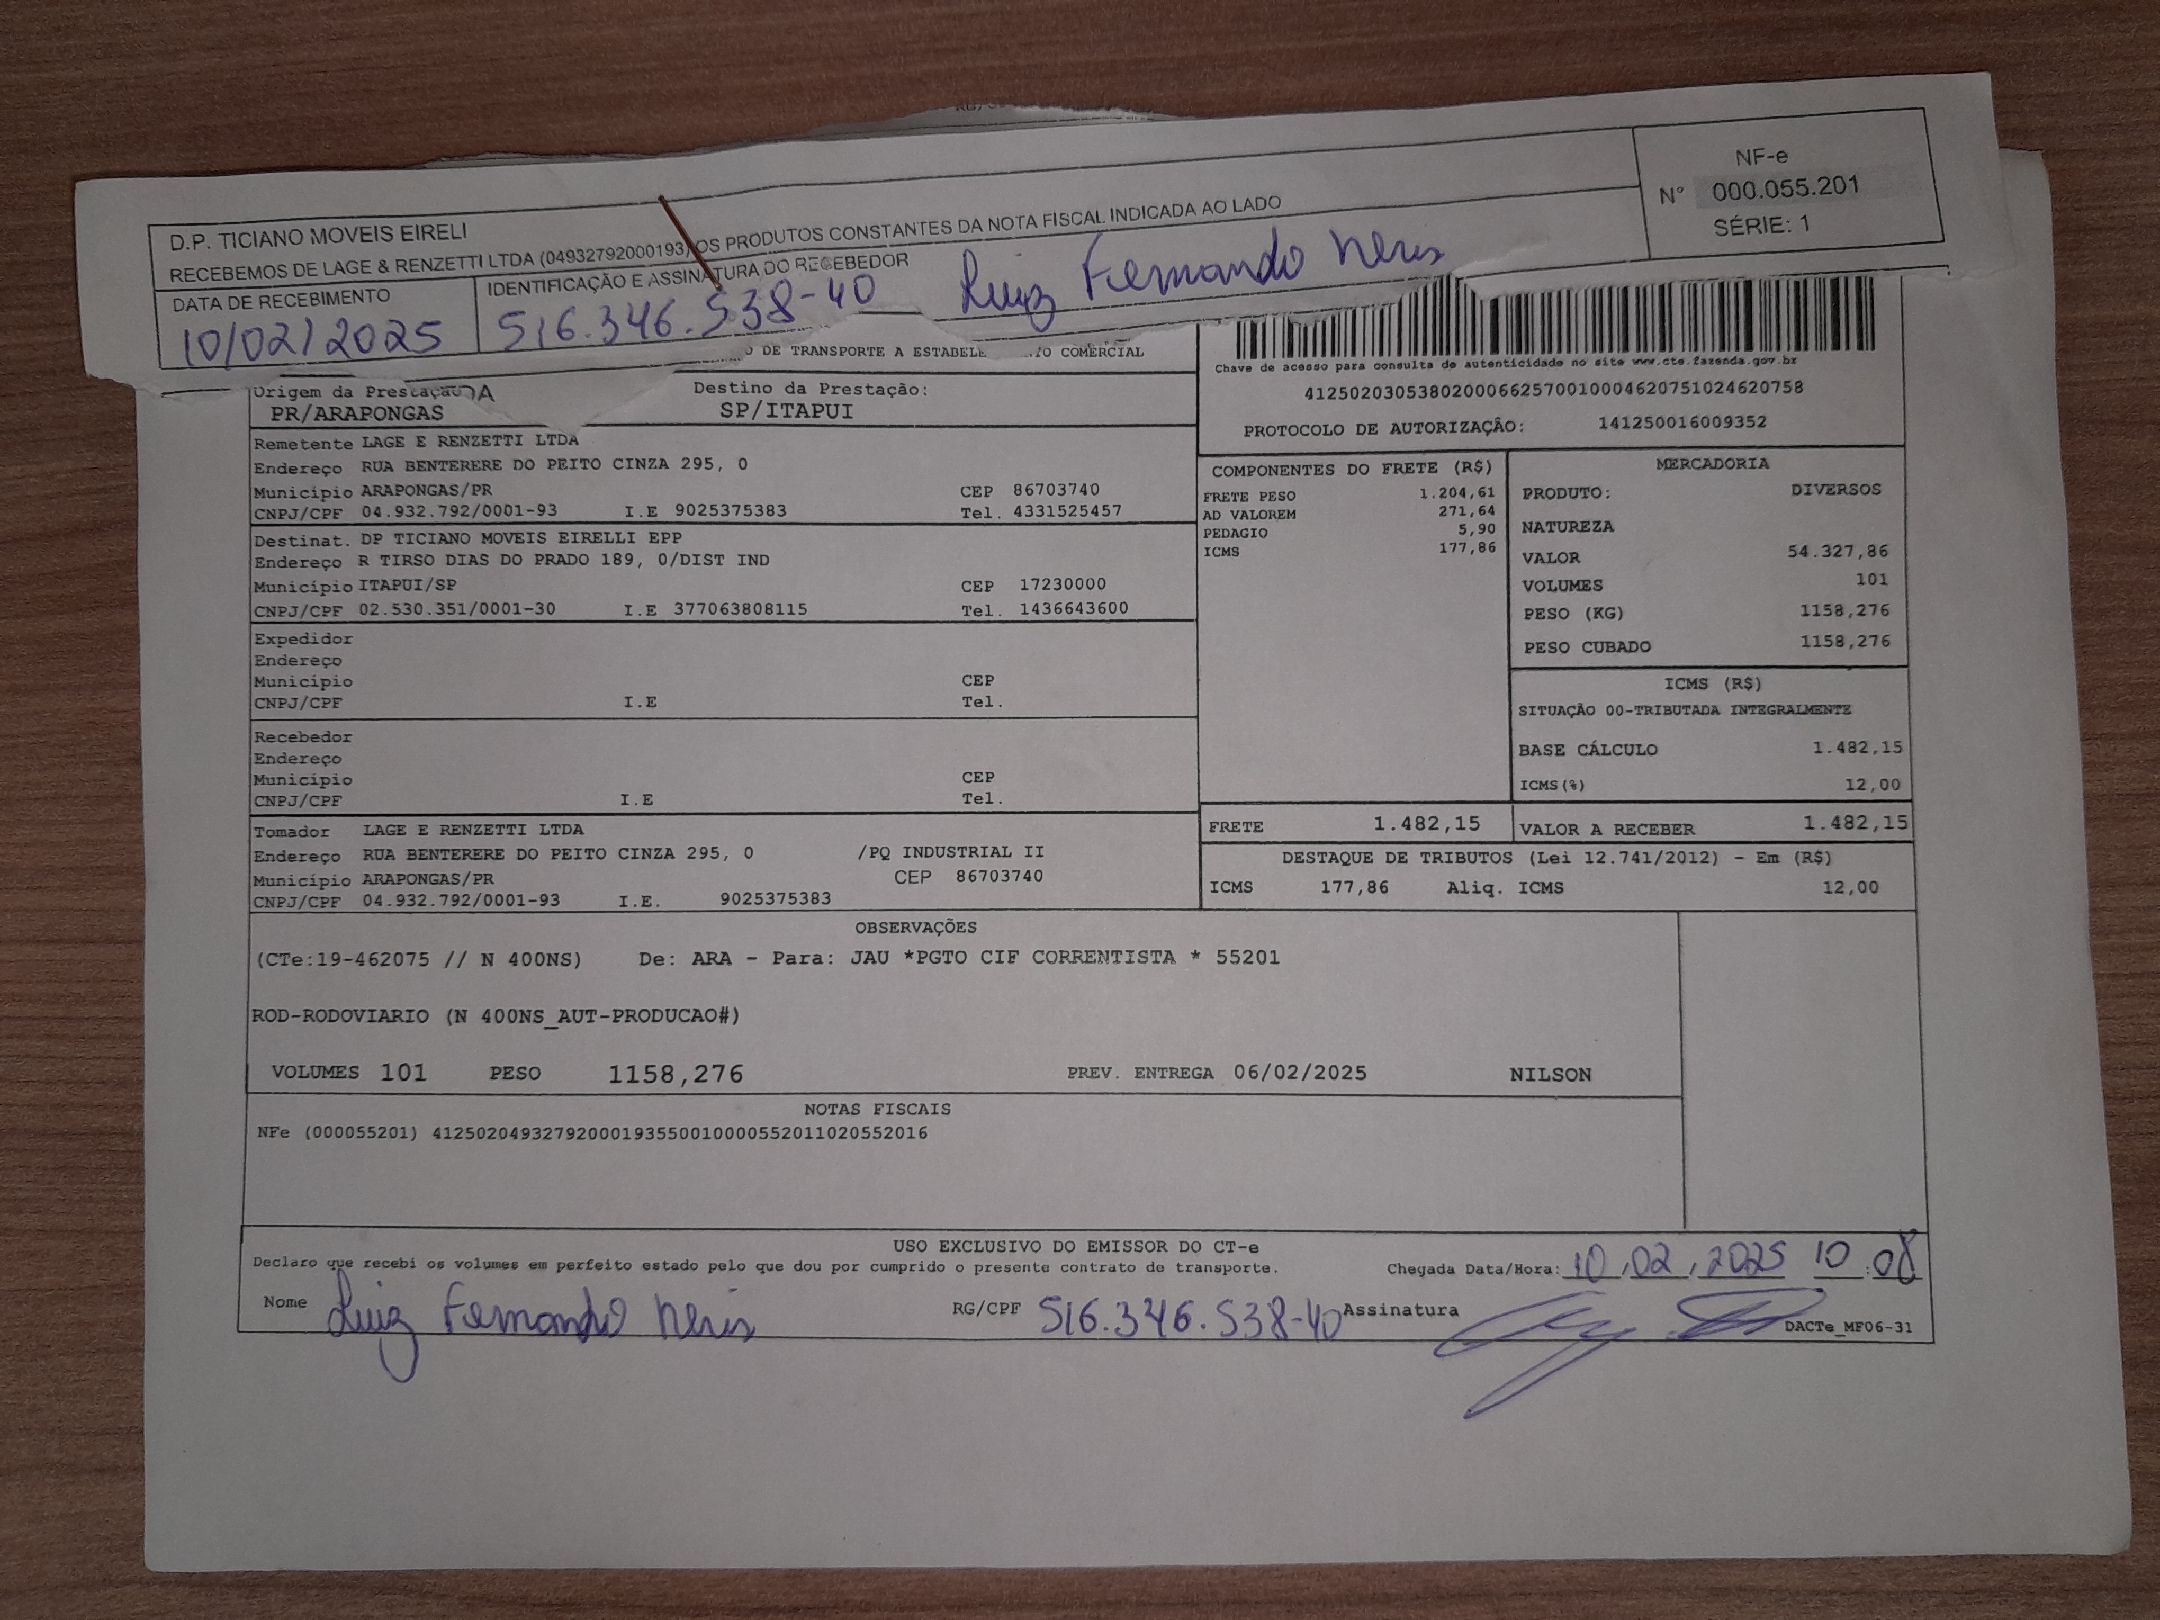 D.P. TICIANO MOVEIS EIRELI
RECEBEMOS DE LAGE & RENZETTI LTDA (04932792000193) OS PRODUTOS CONSTANTES DA NOTA FISCAL INDICADA AO LADO
DATA DE RECEBIMENTO
10/02/2025
IDENTIFICAÇÃO E ASSINATURA DO RECEBEDOR
516.346.538-40 Luiz Fernando Neris
NF-e
N° 000.055.201
SÉRIE: 1
DE TRANSPORTE A ESTABELE TO COMERCIAL
Origem da Prestação DA
PR/ARAPONGAS
Destino da Prestação:
SP/ITAPUI
Chave de acesso para consulta de autenticidade no site www.cte.fazenda.gov.br
41250203053802000662570010004620751024620758
PROTOCOLO DE AUTORIZAÇÃO: 141250016009352
Remetente LAGE E RENZETTI LTDA
Endereço RUA BENTERERE DO PEITO CINZA 295, 0
Município ARAPONGAS/PR CEP 86703740
CNPJ/CPF 04.932.792/0001-93 I.E 9025375383 Tel. 4331525457
Destinat. DP TICIANO MOVEIS EIRELLI EPP
Endereço R TIRSO DIAS DO PRADO 189, 0/DIST IND
Município ITAPUI/SP CEP 17230000
CNPJ/CPF 02.530.351/0001-30 I.E 377063808115 Tel. 1436643600
Expedidor
Endereço
Município CEP
CNPJ/CPF I.E Tel.
Recebedor
Endereço
Município CEP
CNPJ/CPF I.E Tel.
Tomador LAGE E RENZETTI LTDA
Endereço RUA BENTERERE DO PEITO CINZA 295, 0 /PQ INDUSTRIAL II
Município ARAPONGAS/PR CEP 86703740
CNPJ/CPF 04.932.792/0001-93 I.E. 9025375383
COMPONENTES DO FRETE (R$)
FRETE PESO 1.204,61
AD VALOREM 271,64
PEDAGIO 5,90
ICMS 177,86
MERCADORIA
PRODUTO: DIVERSOS
NATUREZA
VALOR 54.327,86
VOLUMES 101
PESO (KG) 1158,276
PESO CUBADO 1158,276
ICMS (R$)
SITUAÇÃO 00-TRIBUTADA INTEGRALMENTE
BASE CÁLCULO 1.482,15
ICMS(%) 12,00
FRETE 1.482,15 VALOR A RECEBER 1.482,15
DESTAQUE DE TRIBUTOS (Lei 12.741/2012) - Em (R$)
ICMS 177,86 Aliq. ICMS 12,00
OBSERVAÇÕES
(CTe:19-462075 // N 400NS) De: ARA - Para: JAU *PGTO CIF CORRENTISTA * 55201
ROD-RODOVIARIO (N 400NS_AUT-PRODUCAO#)
VOLUMES 101 PESO 1158,276 PREV. ENTREGA 06/02/2025 NILSON
NOTAS FISCAIS
NFe (000055201) 41250204932792000193550010000552011020552016
USO EXCLUSIVO DO EMISSOR DO CT-e
Declaro que recebi os volumes em perfeito estado pelo que dou por cumprido o presente contrato de transporte.
Chegada Data/Hora: 10,02,2025 10:08
Nome Luiz Fernando Neris RG/CPF 516.346.538-40 Assinatura
DACTe_MF06-31